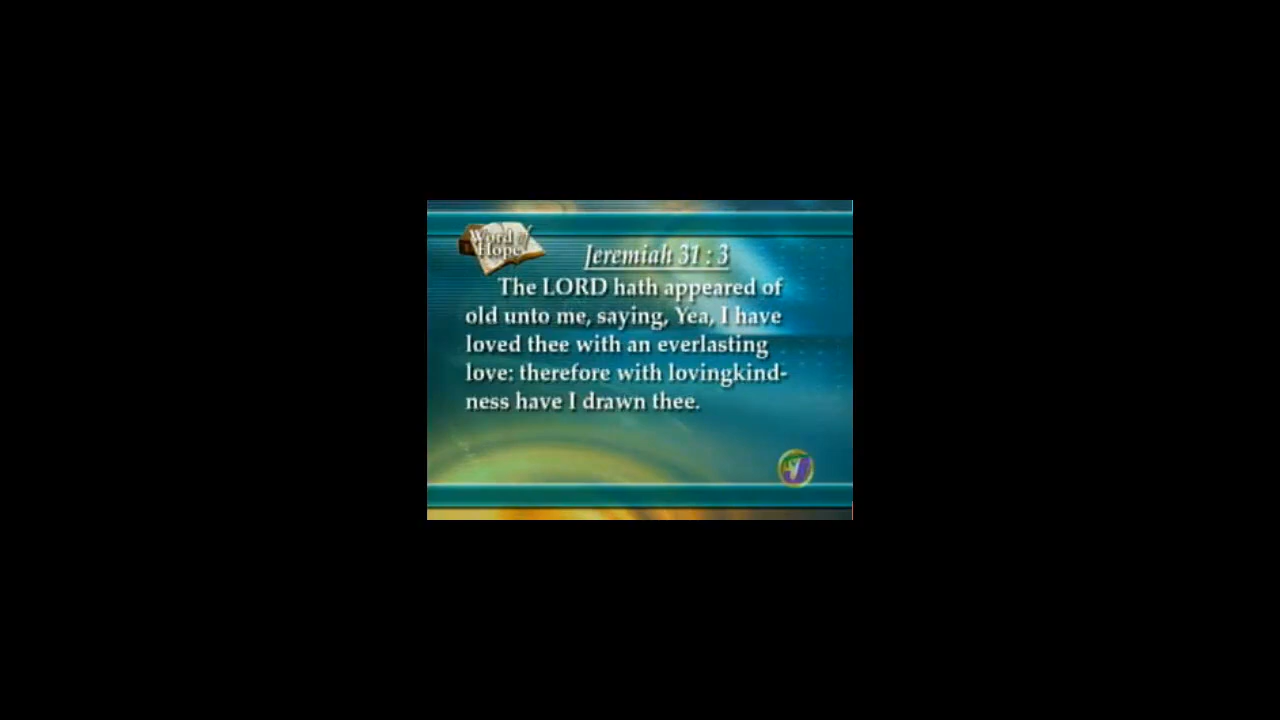 Word of
Hope
Jeremiah 31 : 3
The LORD hath appeared of
old unto me, saying, Yea, I have
loved thee with an everlasting
love: therefore with lovingkind-
ness have I drawn thee.